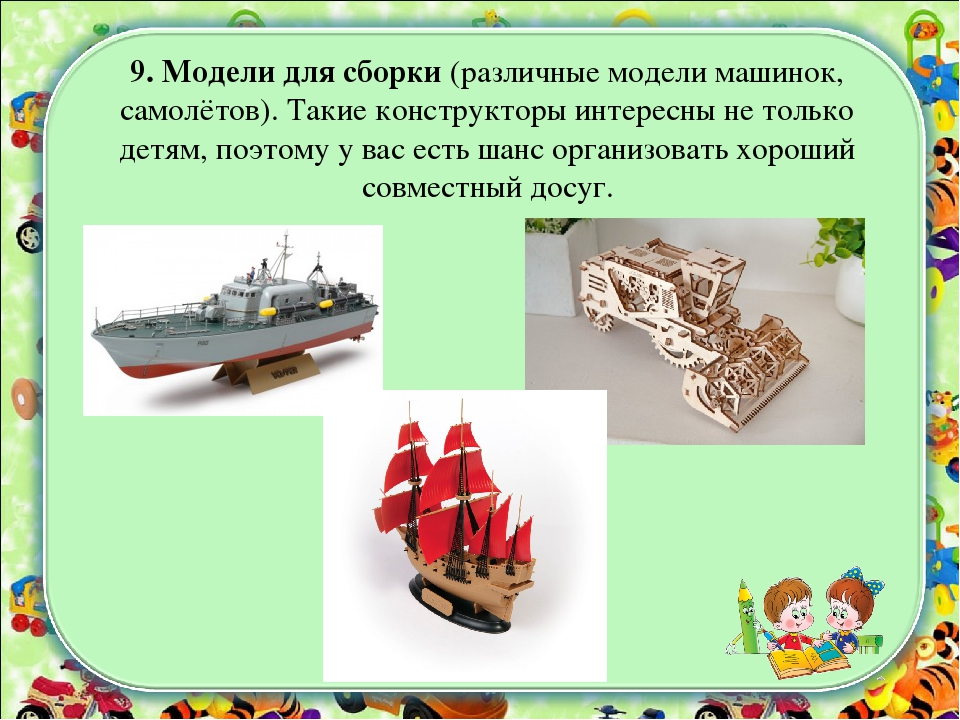 9. Модели для сборки (различные модели машинок,
самолётов). Такие конструкторы интересны не только
детям, поэтому у вас есть шанс организовать хороший
совместный досуг.
VOSPER